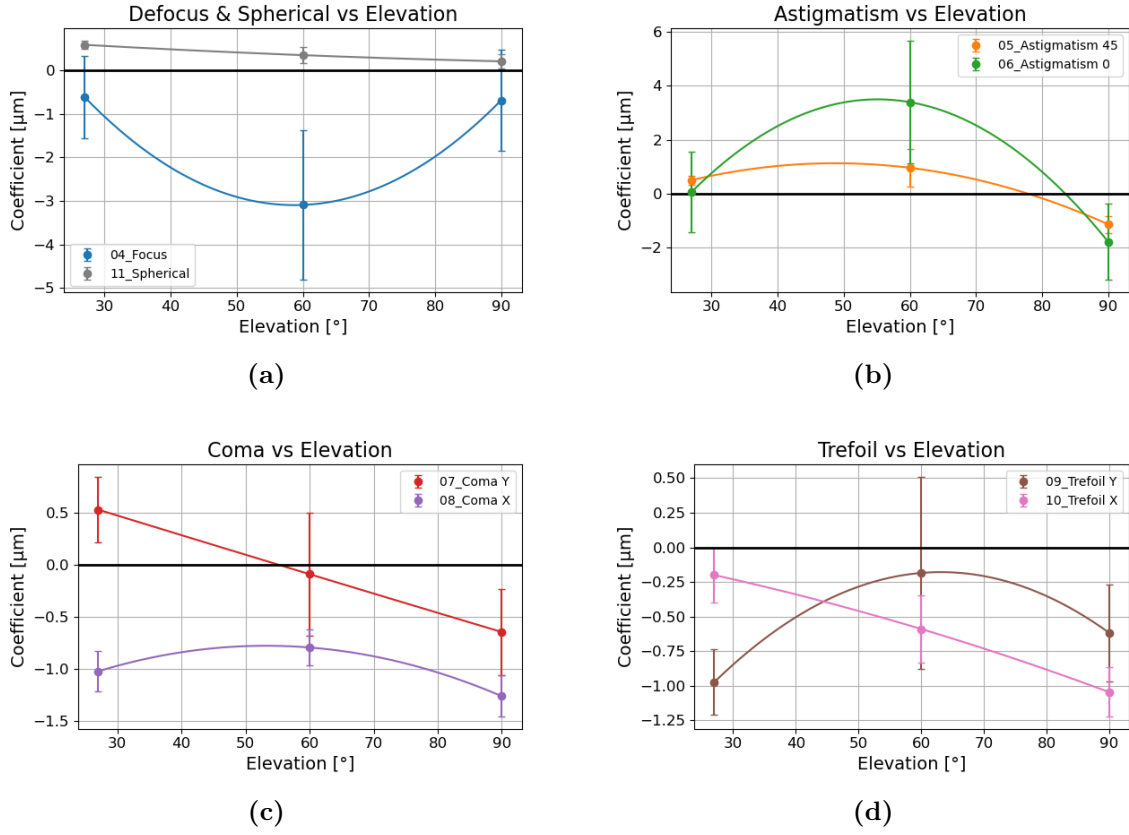 Defocus & Spherical vs Elevation
0
−1
−2
−3
−4
−5
Coefficient [µm]
04_Focus
11_Spherical
30 40 50 60 70 80 90
Elevation [°]
(a)
Astigmatism vs Elevation
6
4
2
0
−2
Coefficient [µm]
05_Astigmatism 45
06_Astigmatism 0
30 40 50 60 70 80 90
Elevation [°]
(b)
Coma vs Elevation
0.5
0.0
−0.5
−1.0
−1.5
Coefficient [µm]
07_Coma Y
08_Coma X
30 40 50 60 70 80 90
Elevation [°]
(c)
Trefoil vs Elevation
0.50
0.25
0.00
−0.25
−0.50
−0.75
−1.00
−1.25
Coefficient [µm]
09_Trefoil Y
10_Trefoil X
30 40 50 60 70 80 90
Elevation [°]
(d)